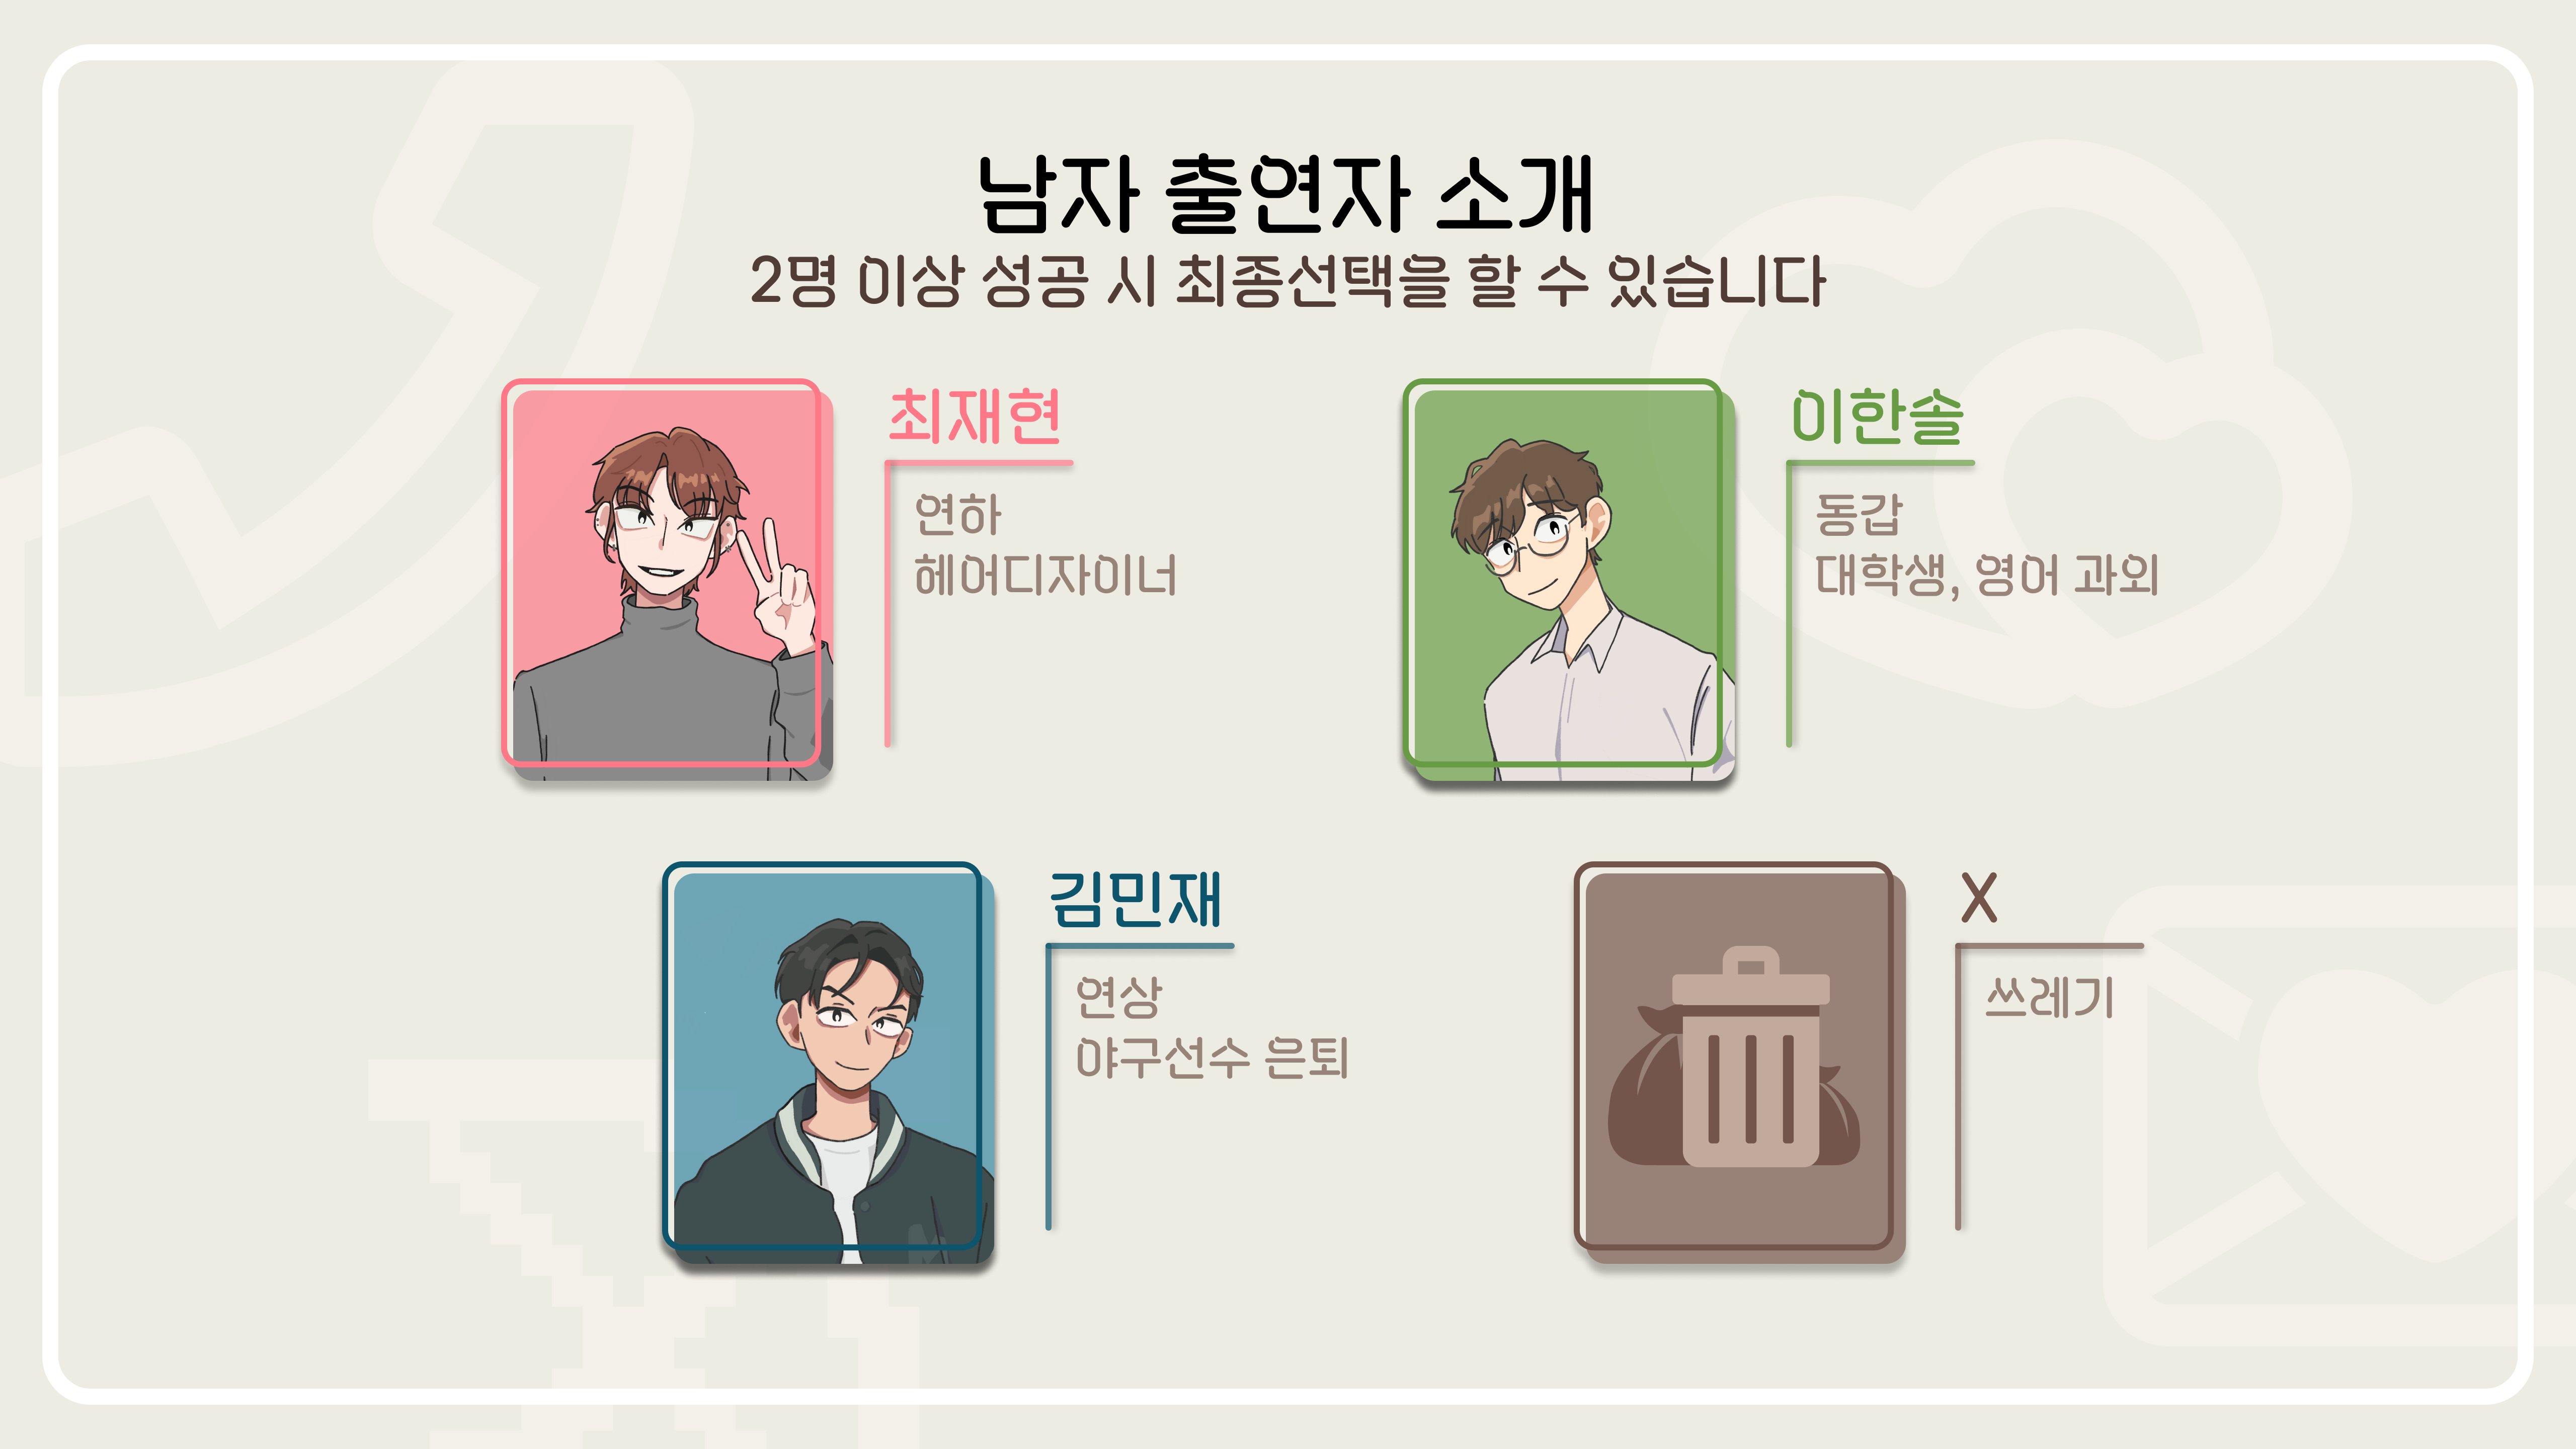 남자 출연자 소개
2명 이상 성공 시 최종선택을 할 수 있습니다
최재현
연하
헤어디자이너
이한솔
동갑
대학생, 영어 과외
김민재
연상
야구선수 은퇴
X
쓰레기